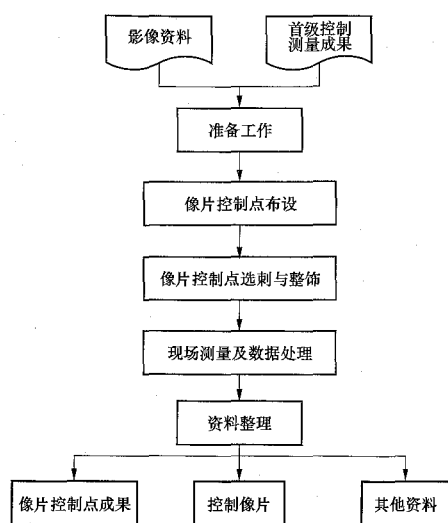 影像资料
首级控制
测量成果
准备工作
像片控制点布设
像片控制点选刺与整饰
现场测量及数据处理
资料整理
像片控制点成果
控制像片
其他资料